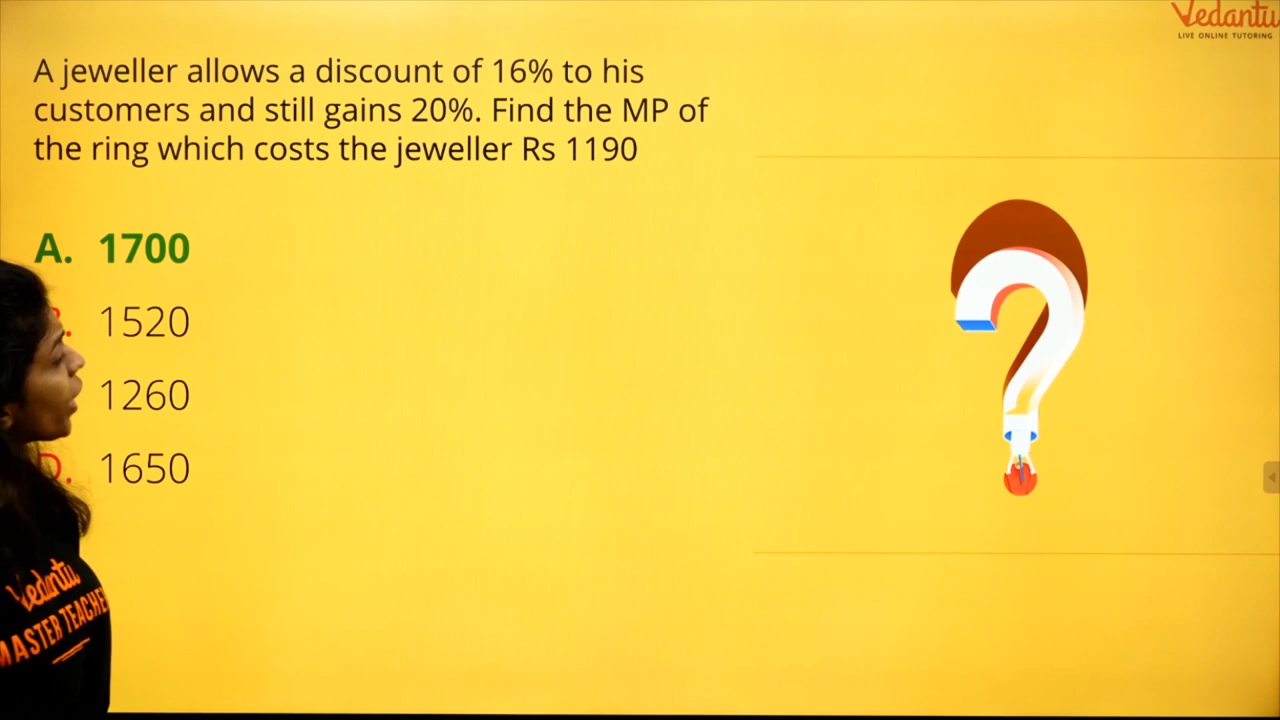 Vedantu
LIVE ONLINE TUTORING
A jeweller allows a discount of 16% to his
customers and still gains 20%. Find the MP of
the ring which costs the jeweller Rs 1190
A. 1700
B. 1520
1260
D. 1650
Vedantu
MASTER TEACHER